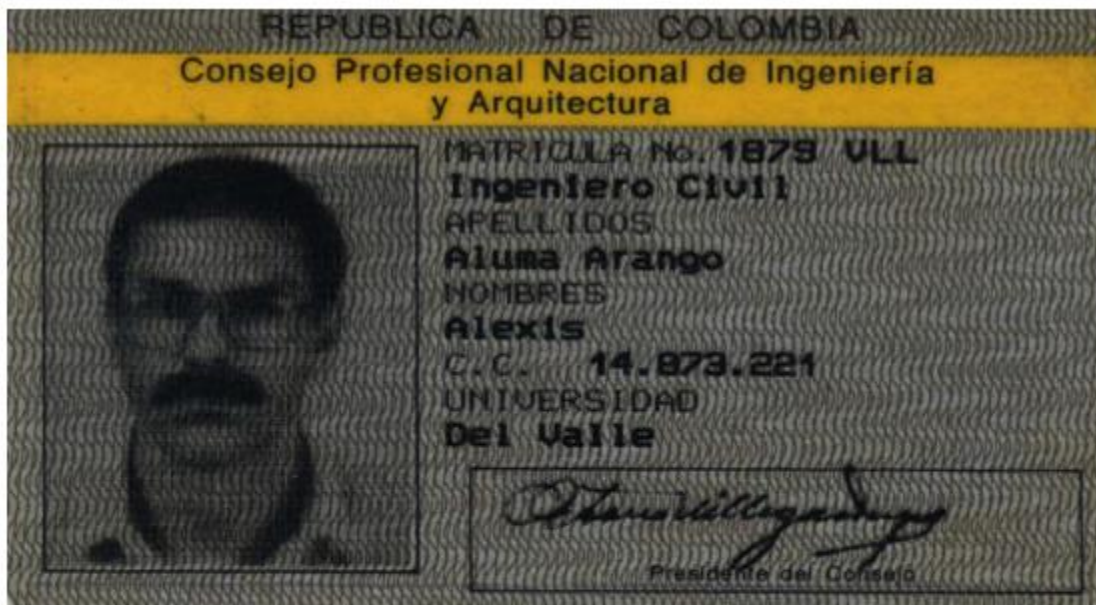 REPUBLICA DE COLOMBIA
Consejo Profesional Nacional de Ingeniería
y Arquitectura
MATRICULA No. 1879 VLL
Ingeniero Civil
APELLIDOS
Aluma Arango
NOMBRES
Alexis
C.C. 14.873.221
UNIVERSIDAD
Del Valle
Presidente del Consejo